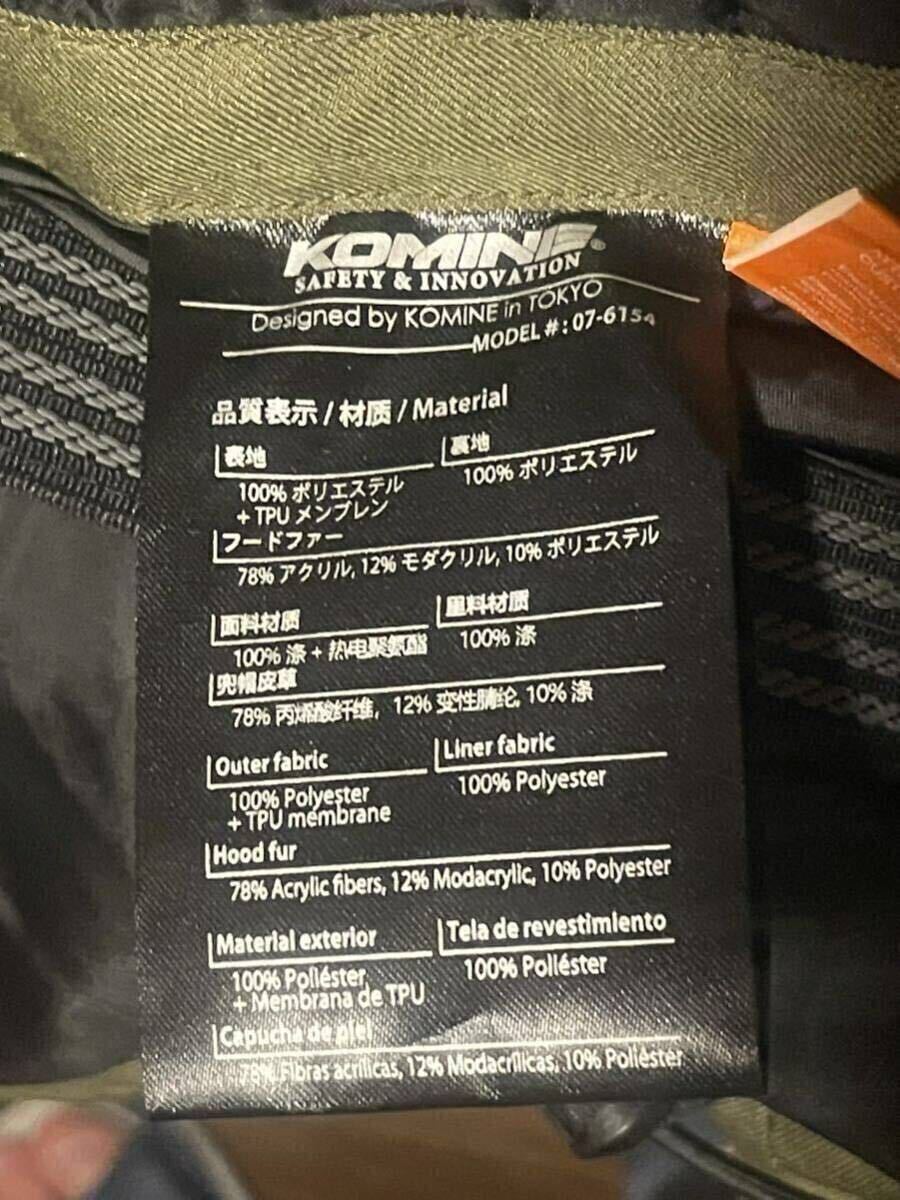 KOMINE®
SAFETY & INNOVATION
Designed by KOMINE in TOKYO
MODEL #: 07-6154
品質表示 / 材质 / Material
表地
裏地
100% ポリエステル
+ TPU メンブレン
100% ポリエステル
フードファー
78% アクリル, 12% モダクリル, 10% ポリエステル
面料材质
里料材质
100% 涤 + 热电聚氨酯
100% 涤
兜帽皮草
78% 丙烯酸纤维, 12% 变性腈纶, 10% 涤
Outer fabric
Liner fabric
100% Polyester
+ TPU membrane
100% Polyester
Hood fur
78% Acrylic fibers, 12% Modacrylic, 10% Polyester
Material exterior
Tela de revestimiento
100% Poliéster
+ Membrana de TPU
100% Poliéster
Capucha de piel
78% Fibras acrílicas, 12% Modacrílicas, 10% Poliéster